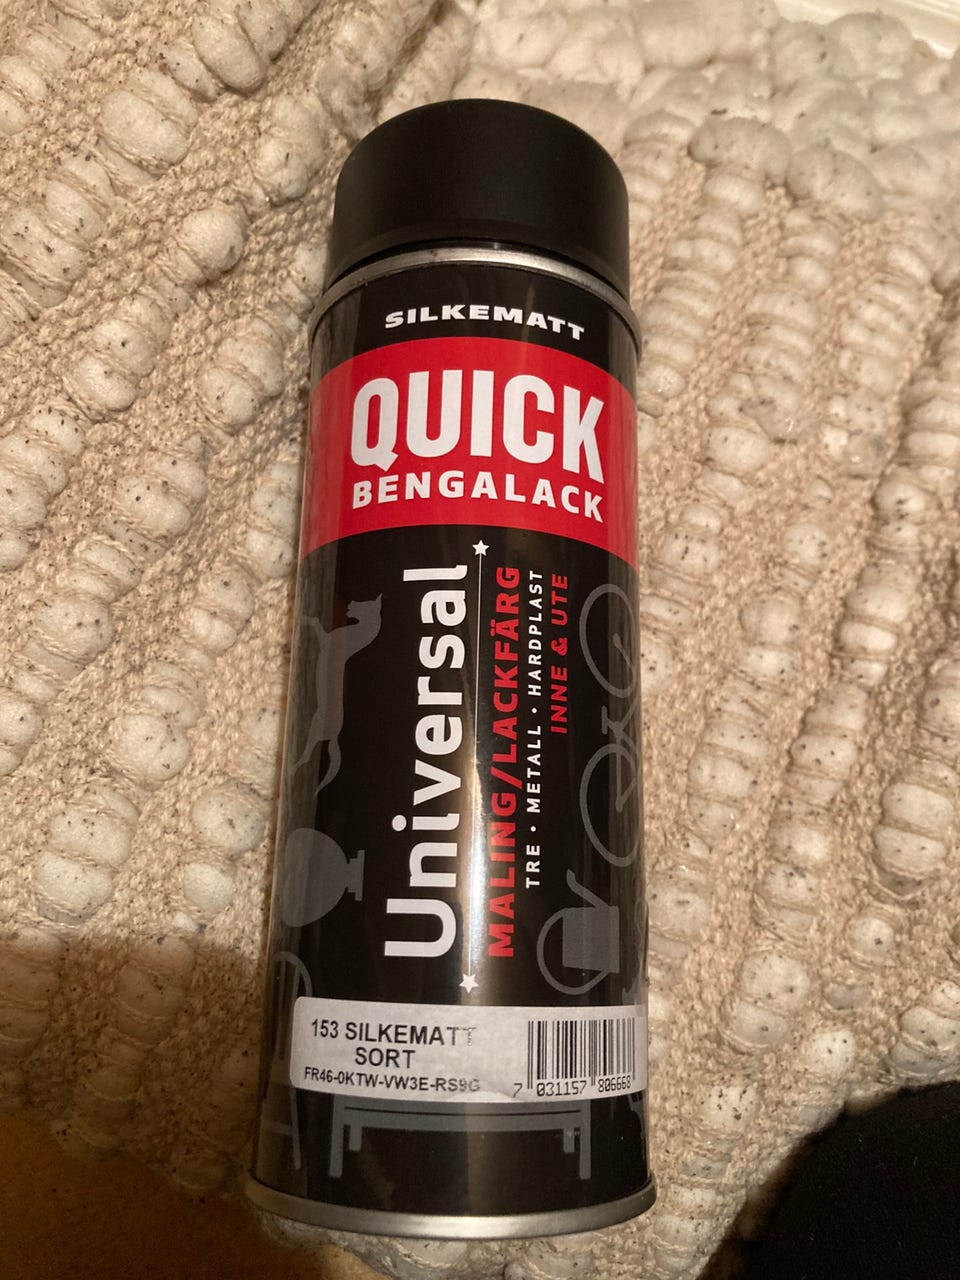 SILKEMATT
QUICK
BENGALACK
Universal
MALING/LACKFÄRG
TRE • METALL • HARDPLAST
INNE & UTE
153 SILKEMATT
SORT
FR46-0KTW-VW3E-RS9G
7 031157 806668